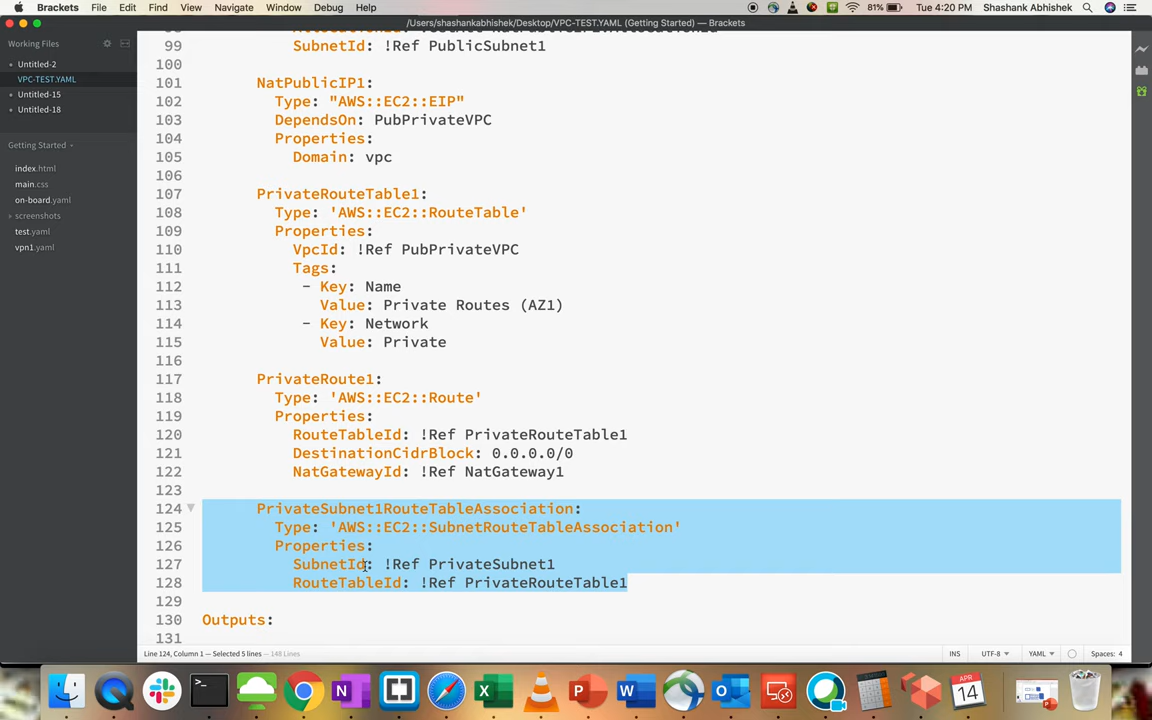 Brackets File Edit Find View Navigate Window Debug Help 81% Tue 4:20 PM Shashank Abhishek
/Users/shashankabhishek/Desktop/VPC-TEST.YAML (Getting Started) — Brackets
Working Files
Untitled-2
VPC-TEST.YAML
Untitled-15
Untitled-18
Getting Started
index.html
main.css
on-board.yaml
screenshots
test.yaml
vpn1.yaml
99 SubnetId: !Ref PublicSubnet1
100
101 NatPublicIP1:
102 Type: "AWS::EC2::EIP"
103 DependsOn: PubPrivateVPC
104 Properties:
105 Domain: vpc
106
107 PrivateRouteTable1:
108 Type: 'AWS::EC2::RouteTable'
109 Properties:
110 VpcId: !Ref PubPrivateVPC
111 Tags:
112 - Key: Name
113 Value: Private Routes (AZ1)
114 - Key: Network
115 Value: Private
116
117 PrivateRoute1:
118 Type: 'AWS::EC2::Route'
119 Properties:
120 RouteTableId: !Ref PrivateRouteTable1
121 DestinationCidrBlock: 0.0.0.0/0
122 NatGatewayId: !Ref NatGateway1
123
124 PrivateSubnet1RouteTableAssociation:
125 Type: 'AWS::EC2::SubnetRouteTableAssociation'
126 Properties:
127 SubnetId: !Ref PrivateSubnet1
128 RouteTableId: !Ref PrivateRouteTable1
129
130 Outputs:
131
Line 124, Column 1 — Selected 5 lines — 148 Lines INS UTF-8 YAML Spaces: 4
APR
14